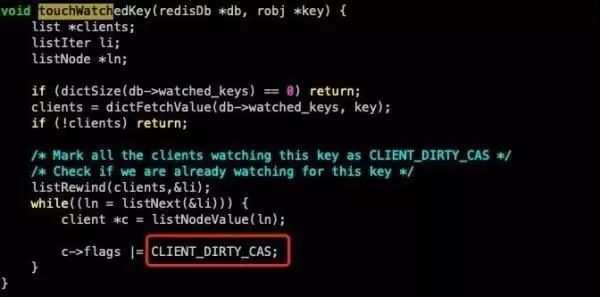 void touchWatchedKey(redisDb *db, robj *key) {
    list *clients;
    listIter li;
    listNode *ln;

    if (dictSize(db->watched_keys) == 0) return;
    clients = dictFetchValue(db->watched_keys, key);
    if (!clients) return;

    /* Mark all the clients watching this key as CLIENT_DIRTY_CAS */
    /* Check if we are already watching for this key */
    listRewind(clients,&li);
    while((ln = listNext(&li))) {
        client *c = listNodeValue(ln);

        c->flags |= CLIENT_DIRTY_CAS;
    }
}